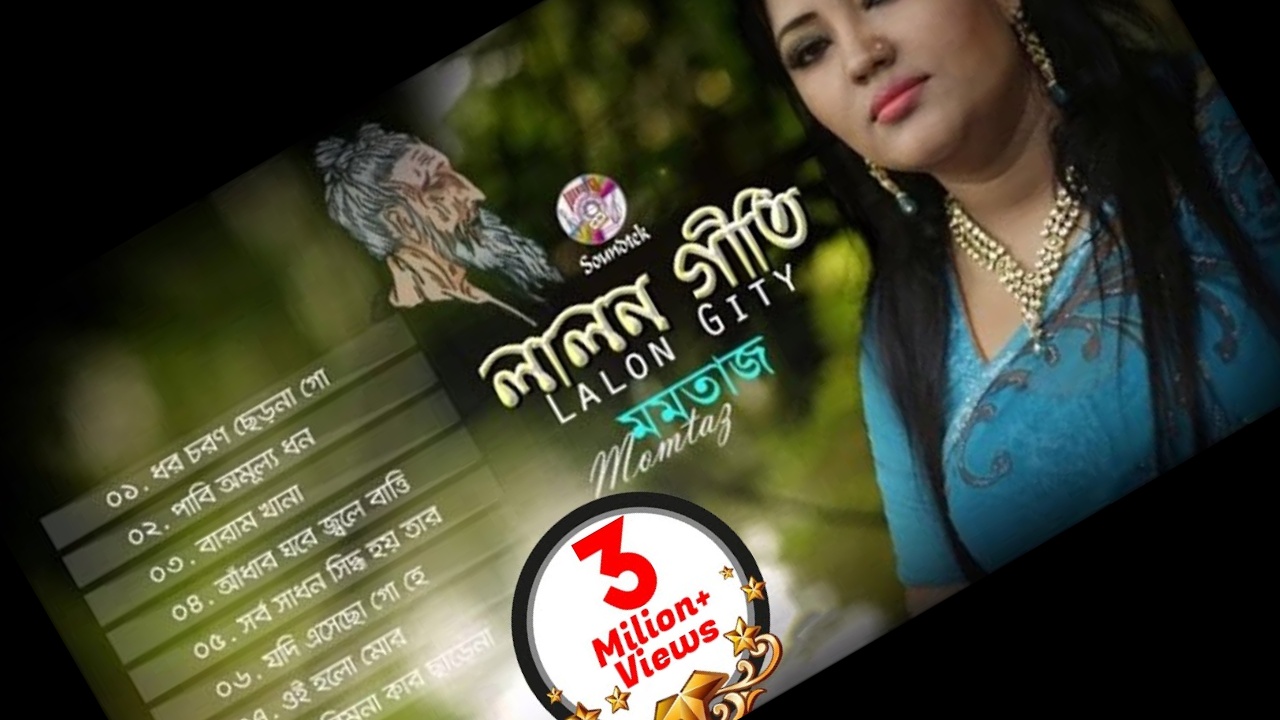 Soundtek
লালন গীতি
LALON GITY
মমতাজ
Momtaz
০১. ধর চরণ ছেড়না গো
০২. পাবি অমূল্য ধন
০৩. বারাম খানা
০৪. আঁধার ঘরে জ্বলে বাত্তি
০৫. সর্ব সাধন সিদ্ধ হয় তার
০৬. যদি এসেছো গো হে
০৭. ওই হলো মোর
কার ছাড়েনা
3
Milion+
Views